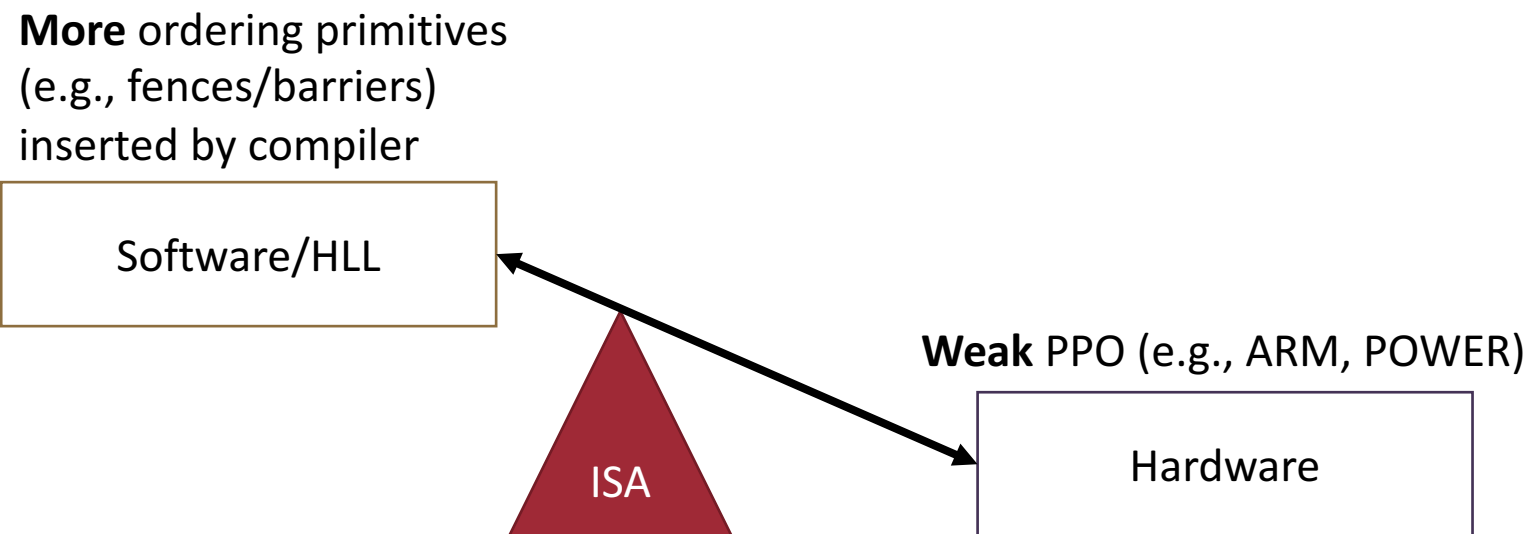 More ordering primitives
(e.g., fences/barriers)
inserted by compiler
Software/HLL
Weak PPO (e.g., ARM, POWER)
Hardware
ISA